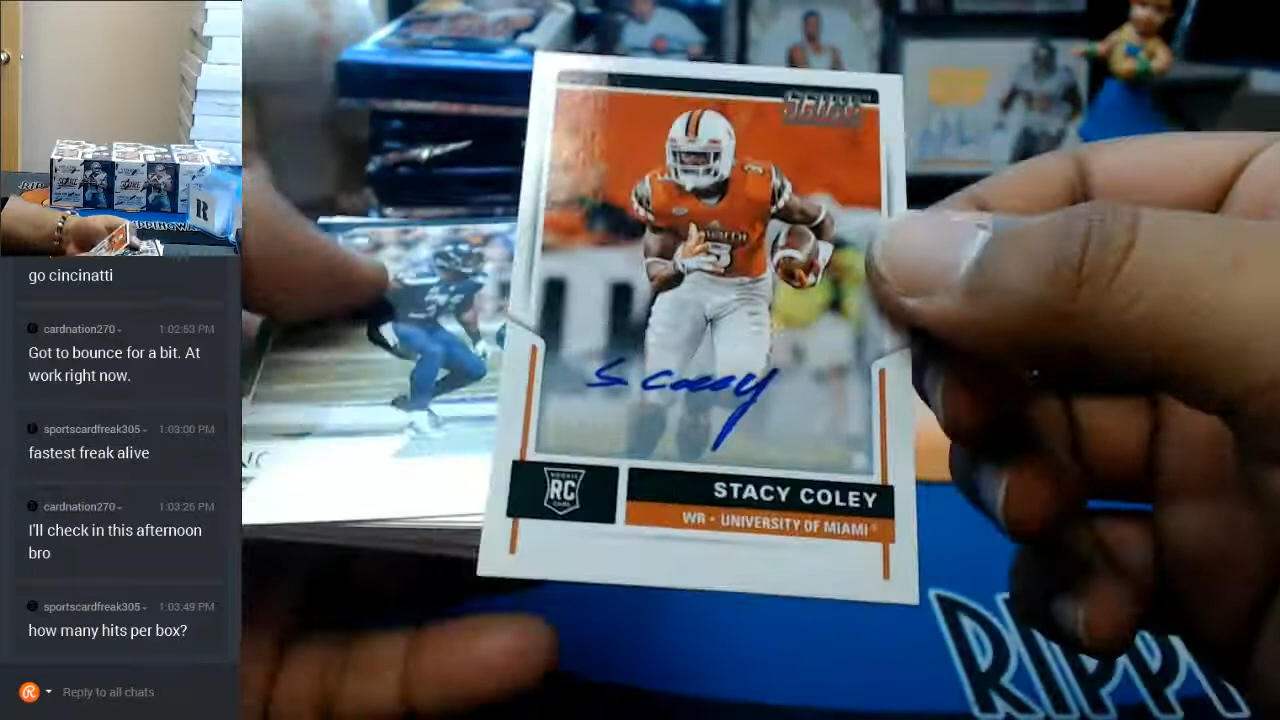 go cincinatti
cardnation270
1:02:53 PM
Got to bounce for a bit. At
work right now.
sportscardfreak305
1:03:00 PM
fastest freak alive
cardnation270
1:03:26 PM
I'll check in this afternoon
bro
sportscardfreak305
1:03:49 PM
how many hits per box?
Reply to all chats
SCORE
S Coley
ROOKIE
RC
CARD
STACY COLEY
WR • UNIVERSITY OF MIAMI
R
RIPPI